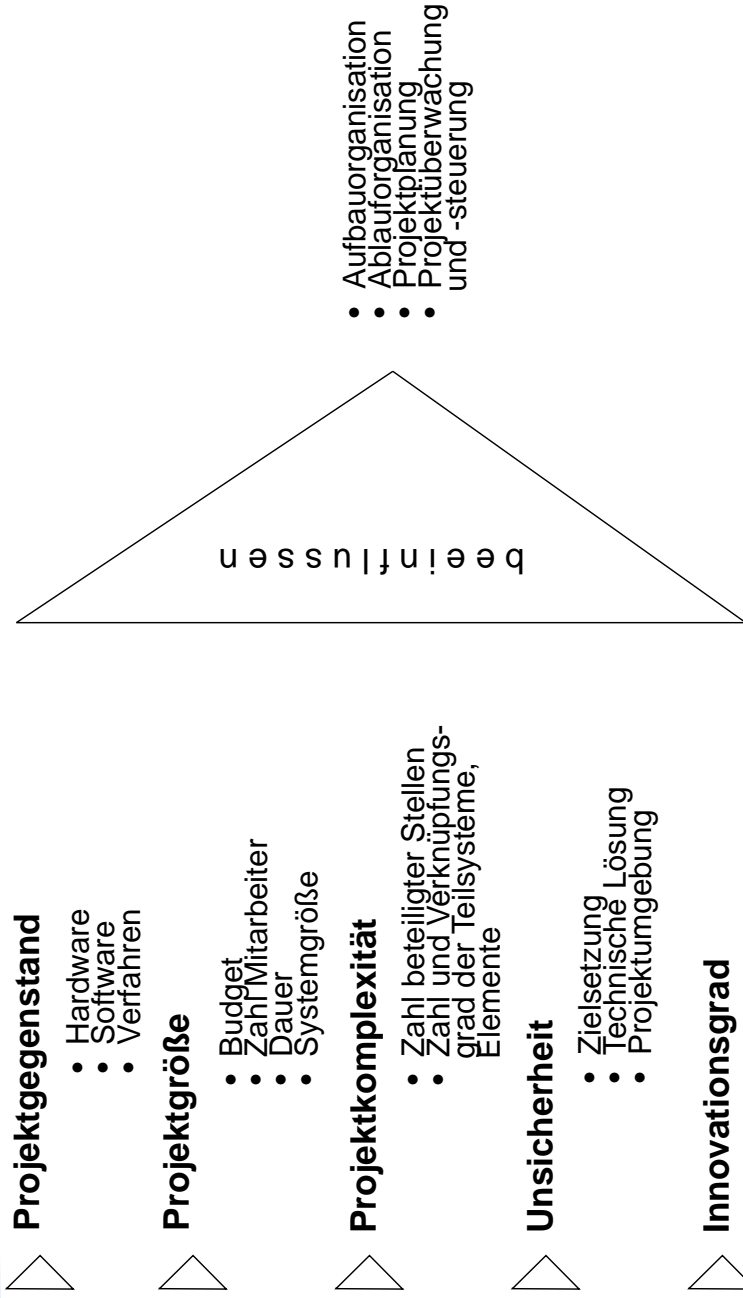 Projektgegenstand
• Hardware
• Software
• Verfahren
Projektgröße
• Budget
• Zahl Mitarbeiter
• Dauer
• Systemgröße
Projektkomplexität
• Zahl beteiligter Stellen
• Zahl und Verknüpfungs-
grad der Teilsysteme,
Elemente
Unsicherheit
• Zielsetzung
• Technische Lösung
• Projektumgebung
Innovationsgrad
beeinflussen
• Aufbauorganisation
• Ablauforganisation
• Projektplanung
• Projektüberwachung
und -steuerung